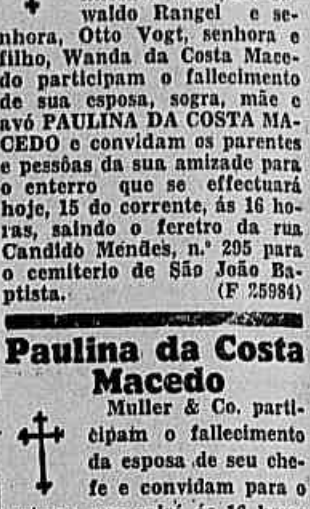 waldo Rangel e se-
nhora, Otto Vogt, senhora e
filho, Wanda da Costa Mace-
do participam o fallecimento
de sua esposa, sogra, mãe e
avó PAULINA DA COSTA MA-
CEDO e convidam os parentes
e pessôas da sua amizade para
o enterro que se effectuará
hoje, 15 do corrente, ás 16 ho-
ras, saindo o feretro da rua
Candido Mendes, n.º 295 para
o cemiterio de São João Ba-
ptista. (F 25984)
Paulina da Costa
Macedo
Muller & Co. parti-
cipam o fallecimento
da esposa de seu che-
fe e convidam para o